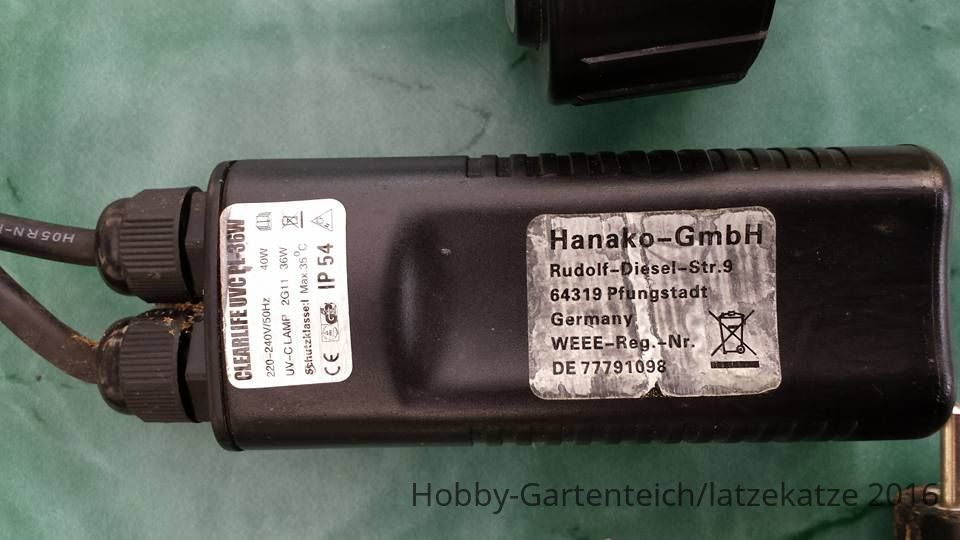 H05RN-F
CLEARLIFE UVC PL-36W
220-240V/50Hz 40W
UV-C LAMP 2G11 36W
Schutzklasse:I Max.35°C
CE IP 54
Hanako-GmbH
Rudolf-Diesel-Str.9
64319 Pfungstadt
Germany
WEEE-Reg.-Nr.
DE 77791098
Hobby-Gartenteich/latzekatze 2016